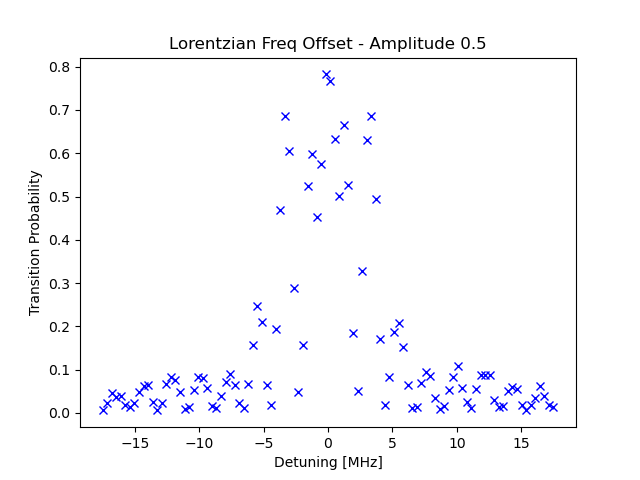 Lorentzian Freq Offset - Amplitude 0.5
0.8
0.7
0.6
0.5
0.4
0.3
0.2
0.1
0.0
Transition Probability
−15 −10 −5 0 5 10 15
Detuning [MHz]